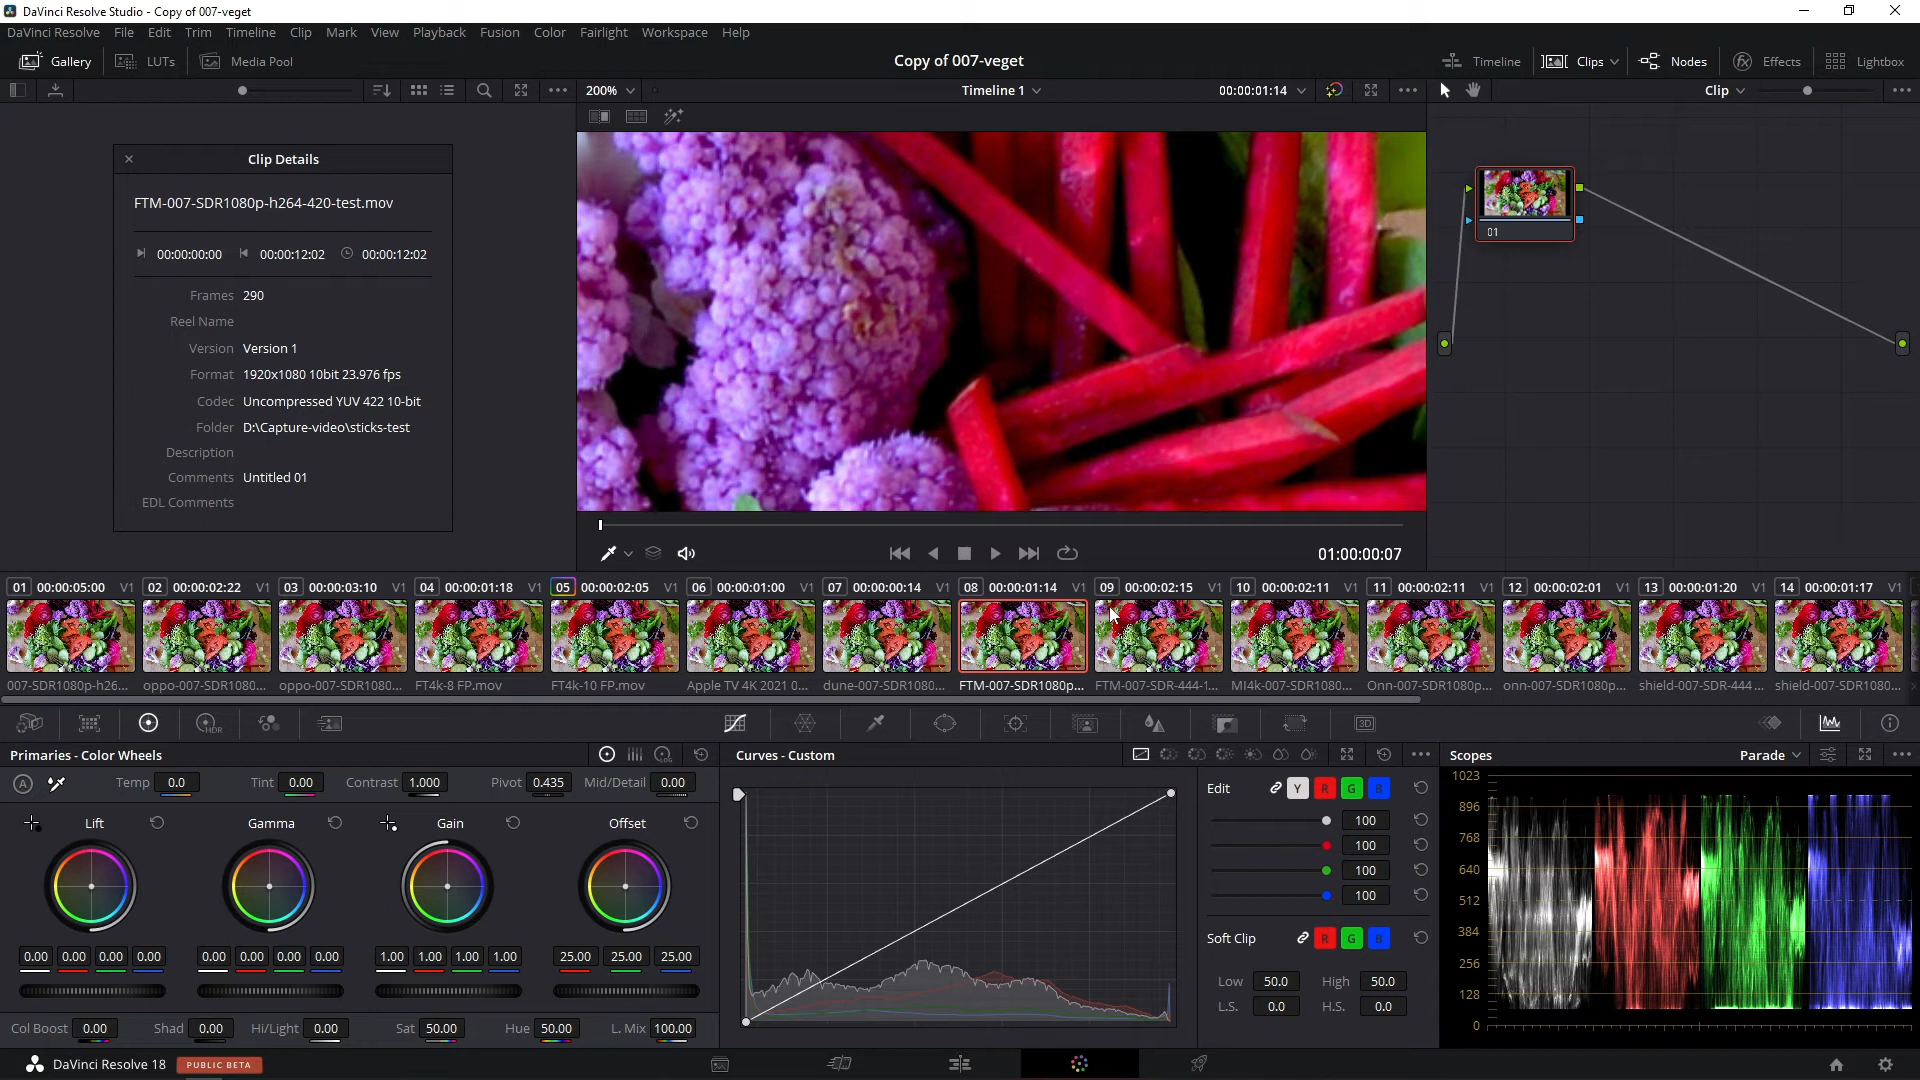 DaVinci Resolve Studio - Copy of 007-veget
DaVinci Resolve File Edit Trim Timeline Clip Mark View Playback Fusion Color Fairlight Workspace Help
Gallery LUTs Media Pool Copy of 007-veget Timeline Clips Nodes Effects Lightbox
200% Timeline 1 00:00:01:14 Clip
Clip Details
FTM-007-SDR1080p-h264-420-test.mov
00:00:00:00 00:00:12:02 00:00:12:02
Frames 290
Reel Name
Version Version 1
Format 1920x1080 10bit 23.976 fps
Codec Uncompressed YUV 422 10-bit
Folder D:\Capture-video\sticks-test
Description
Comments Untitled 01
EDL Comments
01
01:00:00:07
01 00:00:05:00 V1 02 00:00:02:22 V1 03 00:00:03:10 V1 04 00:00:01:18 V1 05 00:00:02:05 V1 06 00:00:01:00 V1 07 00:00:00:14 V1 08 00:00:01:14 V1 09 00:00:02:15 V1 10 00:00:02:11 V1 11 00:00:02:11 V1 12 00:00:02:01 V1 13 00:00:01:20 V1 14 00:00:01:17 V1
007-SDR1080p-h26... oppo-007-SDR1080... oppo-007-SDR1080... FT4k-8 FP.mov FT4k-10 FP.mov Apple TV 4K 2021 0... dune-007-SDR1080... FTM-007-SDR1080p... FTM-007-SDR-444-1... MI4k-007-SDR1080... Onn-007-SDR1080p... onn-007-SDR1080p... shield-007-SDR-444 ... shield-007-SDR1080...
HDR 3D
Primaries - Color Wheels LOG Curves - Custom Scopes Parade
A Temp 0.0 Tint 0.00 Contrast 1.000 Pivot 0.435 Mid/Detail 0.00
Lift Gamma Gain Offset
0.00 0.00 0.00 0.00 0.00 0.00 0.00 0.00 1.00 1.00 1.00 1.00 25.00 25.00 25.00
Col Boost 0.00 Shad 0.00 Hi/Light 0.00 Sat 50.00 Hue 50.00 L. Mix 100.00
Edit Y R G B
100
100
100
100
Soft Clip R G B
Low 50.0 High 50.0
L.S. 0.0 H.S. 0.0
1023
896
768
640
512
384
256
128
0
DaVinci Resolve 18 PUBLIC BETA